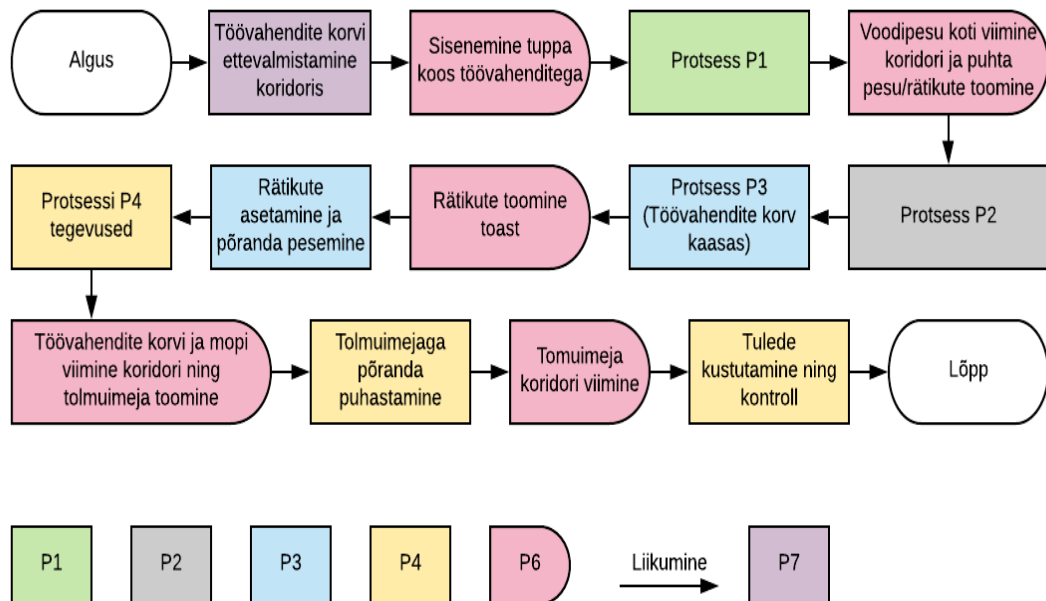 Algus
Töövahendite korvi
ettevalmistamine
koridoris
Sisenemine tuppa
koos töövahenditega
Protsess P1
Voodipesu koti viimine
koridori ja puhta
pesu/rätikute toomine
Protsessi P4
tegevused
Rätikute
asetamine ja
põranda pesemine
Rätikute toomine
toast
Protsess P3
(Töövahendite korv
kaasas)
Protsess P2
Töövahendite korvi ja mopi
viimine koridori ning
tolmuimeja toomine
Tolmuimejaga
põranda
puhastamine
Tomuimeja
koridori viimine
Tulede
kustutamine ning
kontroll
Lõpp
P1
P2
P3
P4
P6
Liikumine
P7